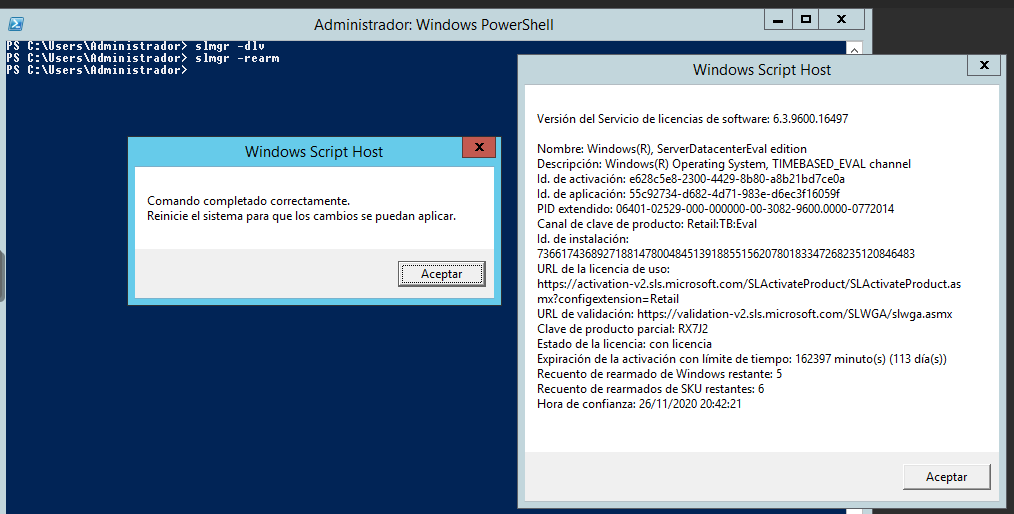 Administrador: Windows PowerShell
PS C:\Users\Administrador> slmgr -dlv
PS C:\Users\Administrador> slmgr -rearm
PS C:\Users\Administrador>
Windows Script Host
Comando completado correctamente.
Reinicie el sistema para que los cambios se puedan aplicar.
Aceptar
Windows Script Host
Versión del Servicio de licencias de software: 6.3.9600.16497
Nombre: Windows(R), ServerDatacenterEval edition
Descripción: Windows(R) Operating System, TIMEBASED_EVAL channel
Id. de activación: e628c5e8-2300-4429-8b80-a8b21bd7ce0a
Id. de aplicación: 55c92734-d682-4d71-983e-d6ec3f16059f
PID extendido: 06401-02529-000-000000-00-3082-9600.0000-0772014
Canal de clave de producto: Retail:TB:Eval
Id. de instalación:
736617436892718814780048451391885515620780183347268235120846483
URL de la licencia de uso:
https://activation-v2.sls.microsoft.com/SLActivateProduct/SLActivateProduct.as
mx?configextension=Retail
URL de validación: https://validation-v2.sls.microsoft.com/SLWGA/slwga.asmx
Clave de producto parcial: RX7J2
Estado de la licencia: con licencia
Expiración de la activación con límite de tiempo: 162397 minuto(s) (113 día(s))
Recuento de rearmado de Windows restante: 5
Recuento de rearmados de SKU restantes: 6
Hora de confianza: 26/11/2020 20:42:21
Aceptar